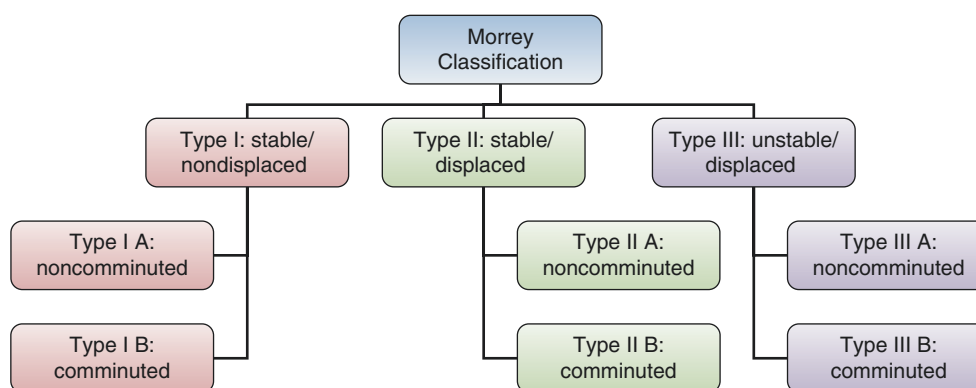 Morrey
Classification
Type I: stable/
nondisplaced
Type II: stable/
displaced
Type III: unstable/
displaced
Type I A:
noncomminuted
Type II A:
noncomminuted
Type III A:
noncomminuted
Type I B:
comminuted
Type II B:
comminuted
Type III B:
comminuted